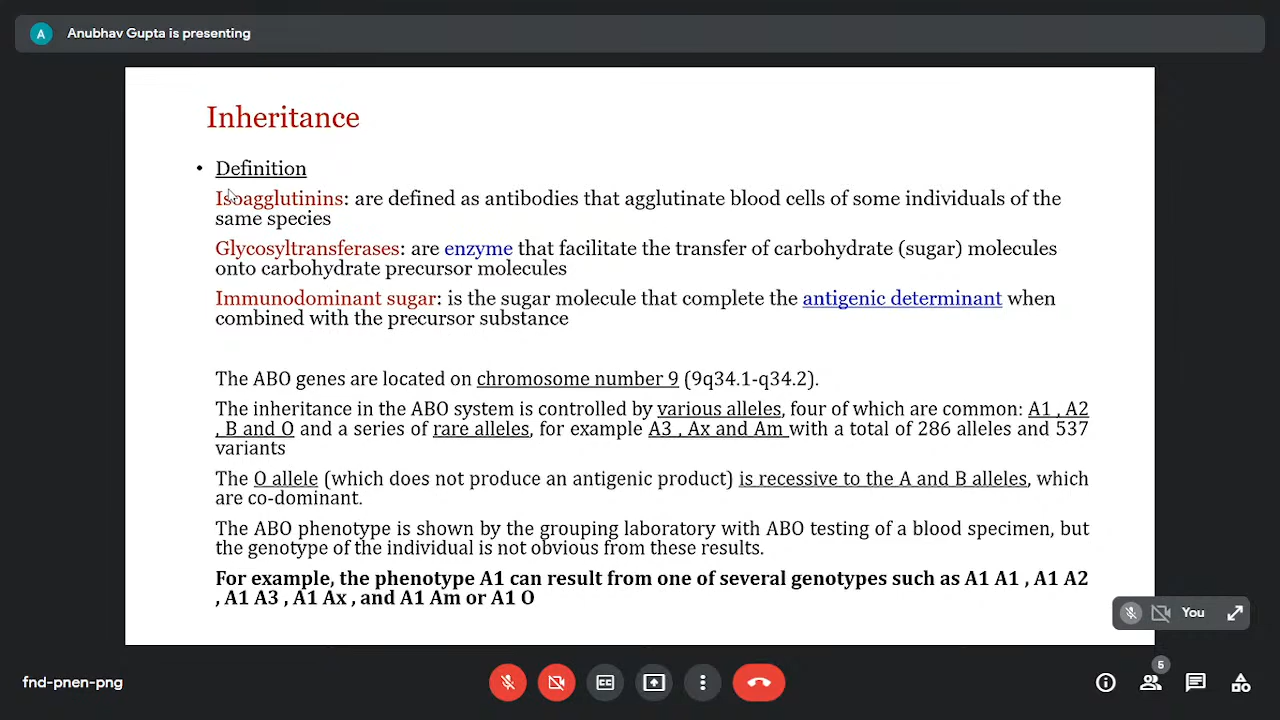 A
Anubhav Gupta is presenting
Inheritance
• Definition
Isoagglutinins: are defined as antibodies that agglutinate blood cells of some individuals of the
same species
Glycosyltransferases: are enzyme that facilitate the transfer of carbohydrate (sugar) molecules
onto carbohydrate precursor molecules
Immunodominant sugar: is the sugar molecule that complete the antigenic determinant when
combined with the precursor substance
The ABO genes are located on chromosome number 9 (9q34.1-q34.2).
The inheritance in the ABO system is controlled by various alleles, four of which are common: A1 , A2
, B and O and a series of rare alleles, for example A3 , Ax and Am with a total of 286 alleles and 537
variants
The O allele (which does not produce an antigenic product) is recessive to the A and B alleles, which
are co-dominant.
The ABO phenotype is shown by the grouping laboratory with ABO testing of a blood specimen, but
the genotype of the individual is not obvious from these results.
For example, the phenotype A1 can result from one of several genotypes such as A1 A1 , A1 A2
, A1 A3 , A1 Ax , and A1 Am or A1 O
You
fnd-pnen-png
CC
5